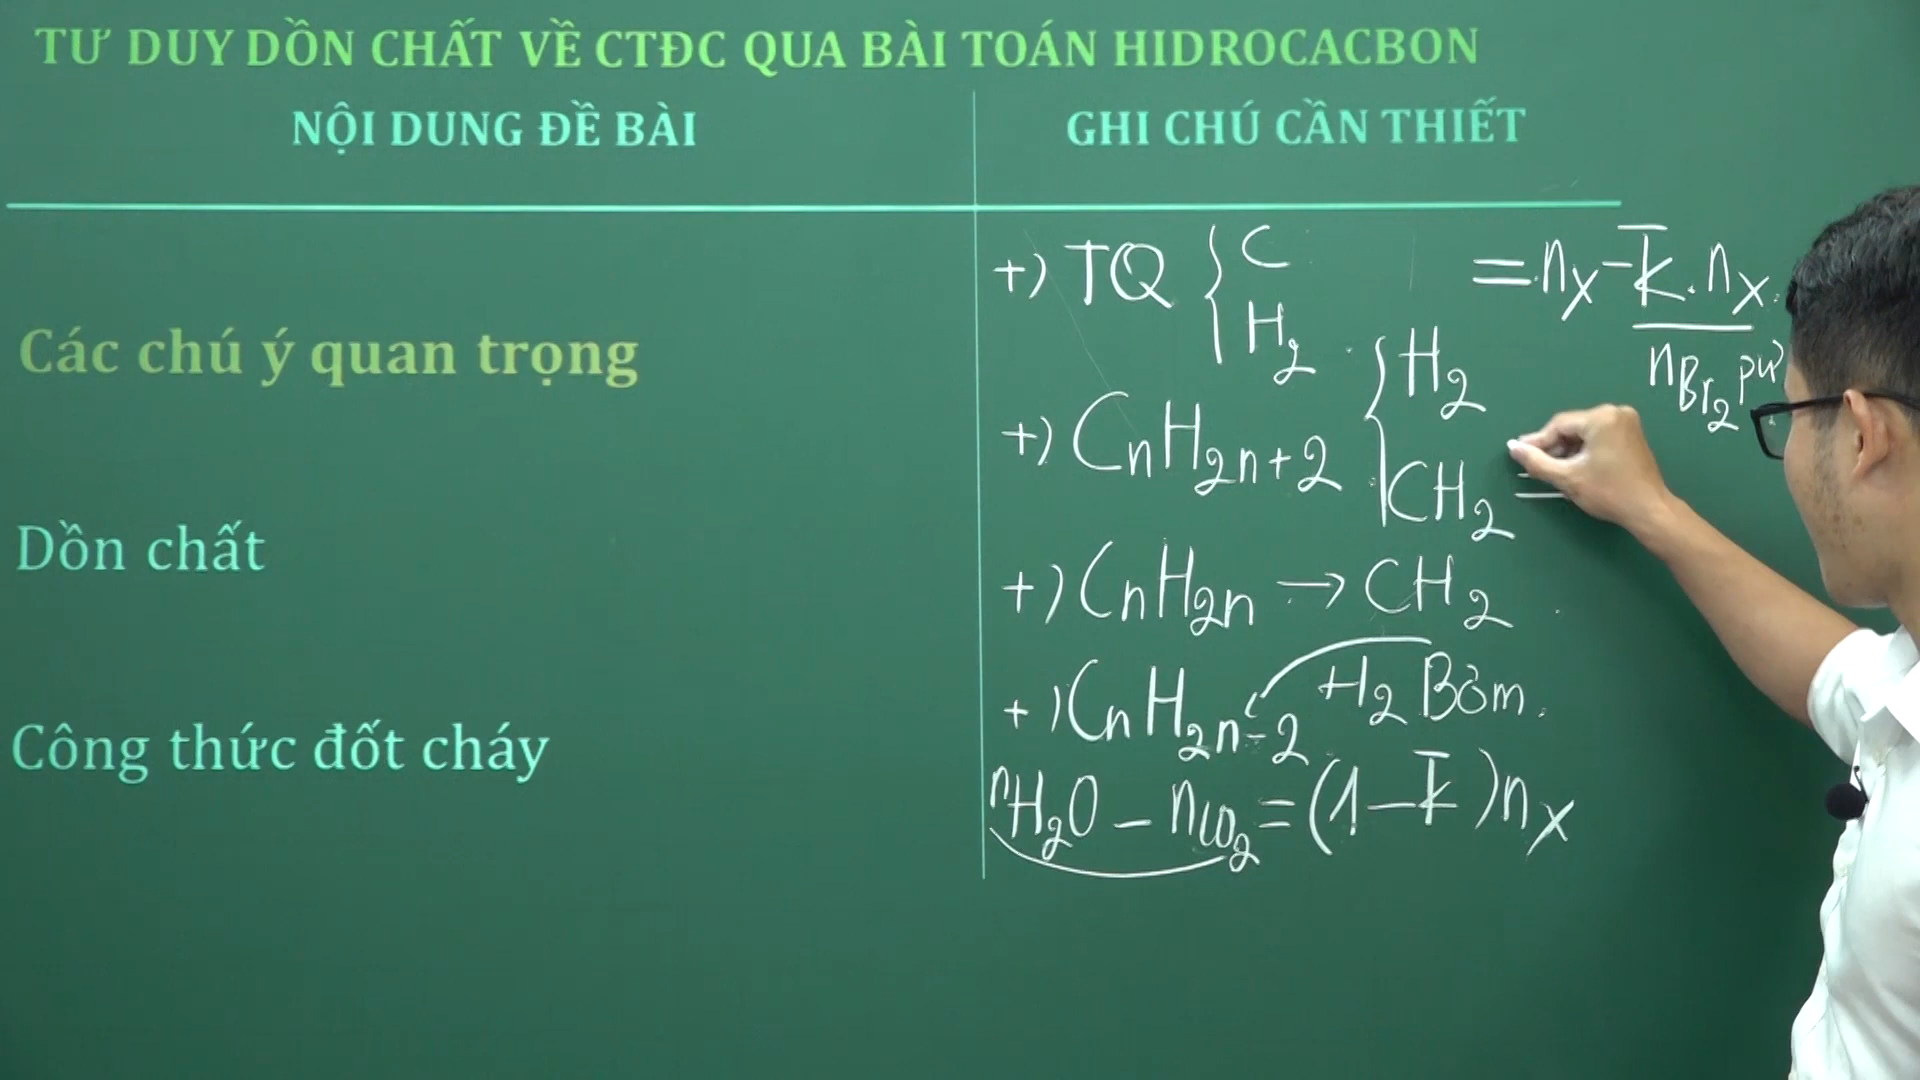 TƯ DUY DỒN CHẤT VỀ CTĐC QUA BÀI TOÁN HIDROCACBON
NỘI DUNG ĐỀ BÀI
GHI CHÚ CẦN THIẾT
Các chú ý quan trọng
Dồn chất
Công thức đốt cháy
+) TQ { C H₂
= nₓ - k̅.nₓ
n_Br₂ pư
+) CₙH₂ₙ₊₂ { H₂ CH₂ =
+) CₙH₂ₙ → CH₂
+) CₙH₂ₙ₋₂ H₂ Bơm.
nH₂O - nCO₂ = (1 - k̅)nₓ